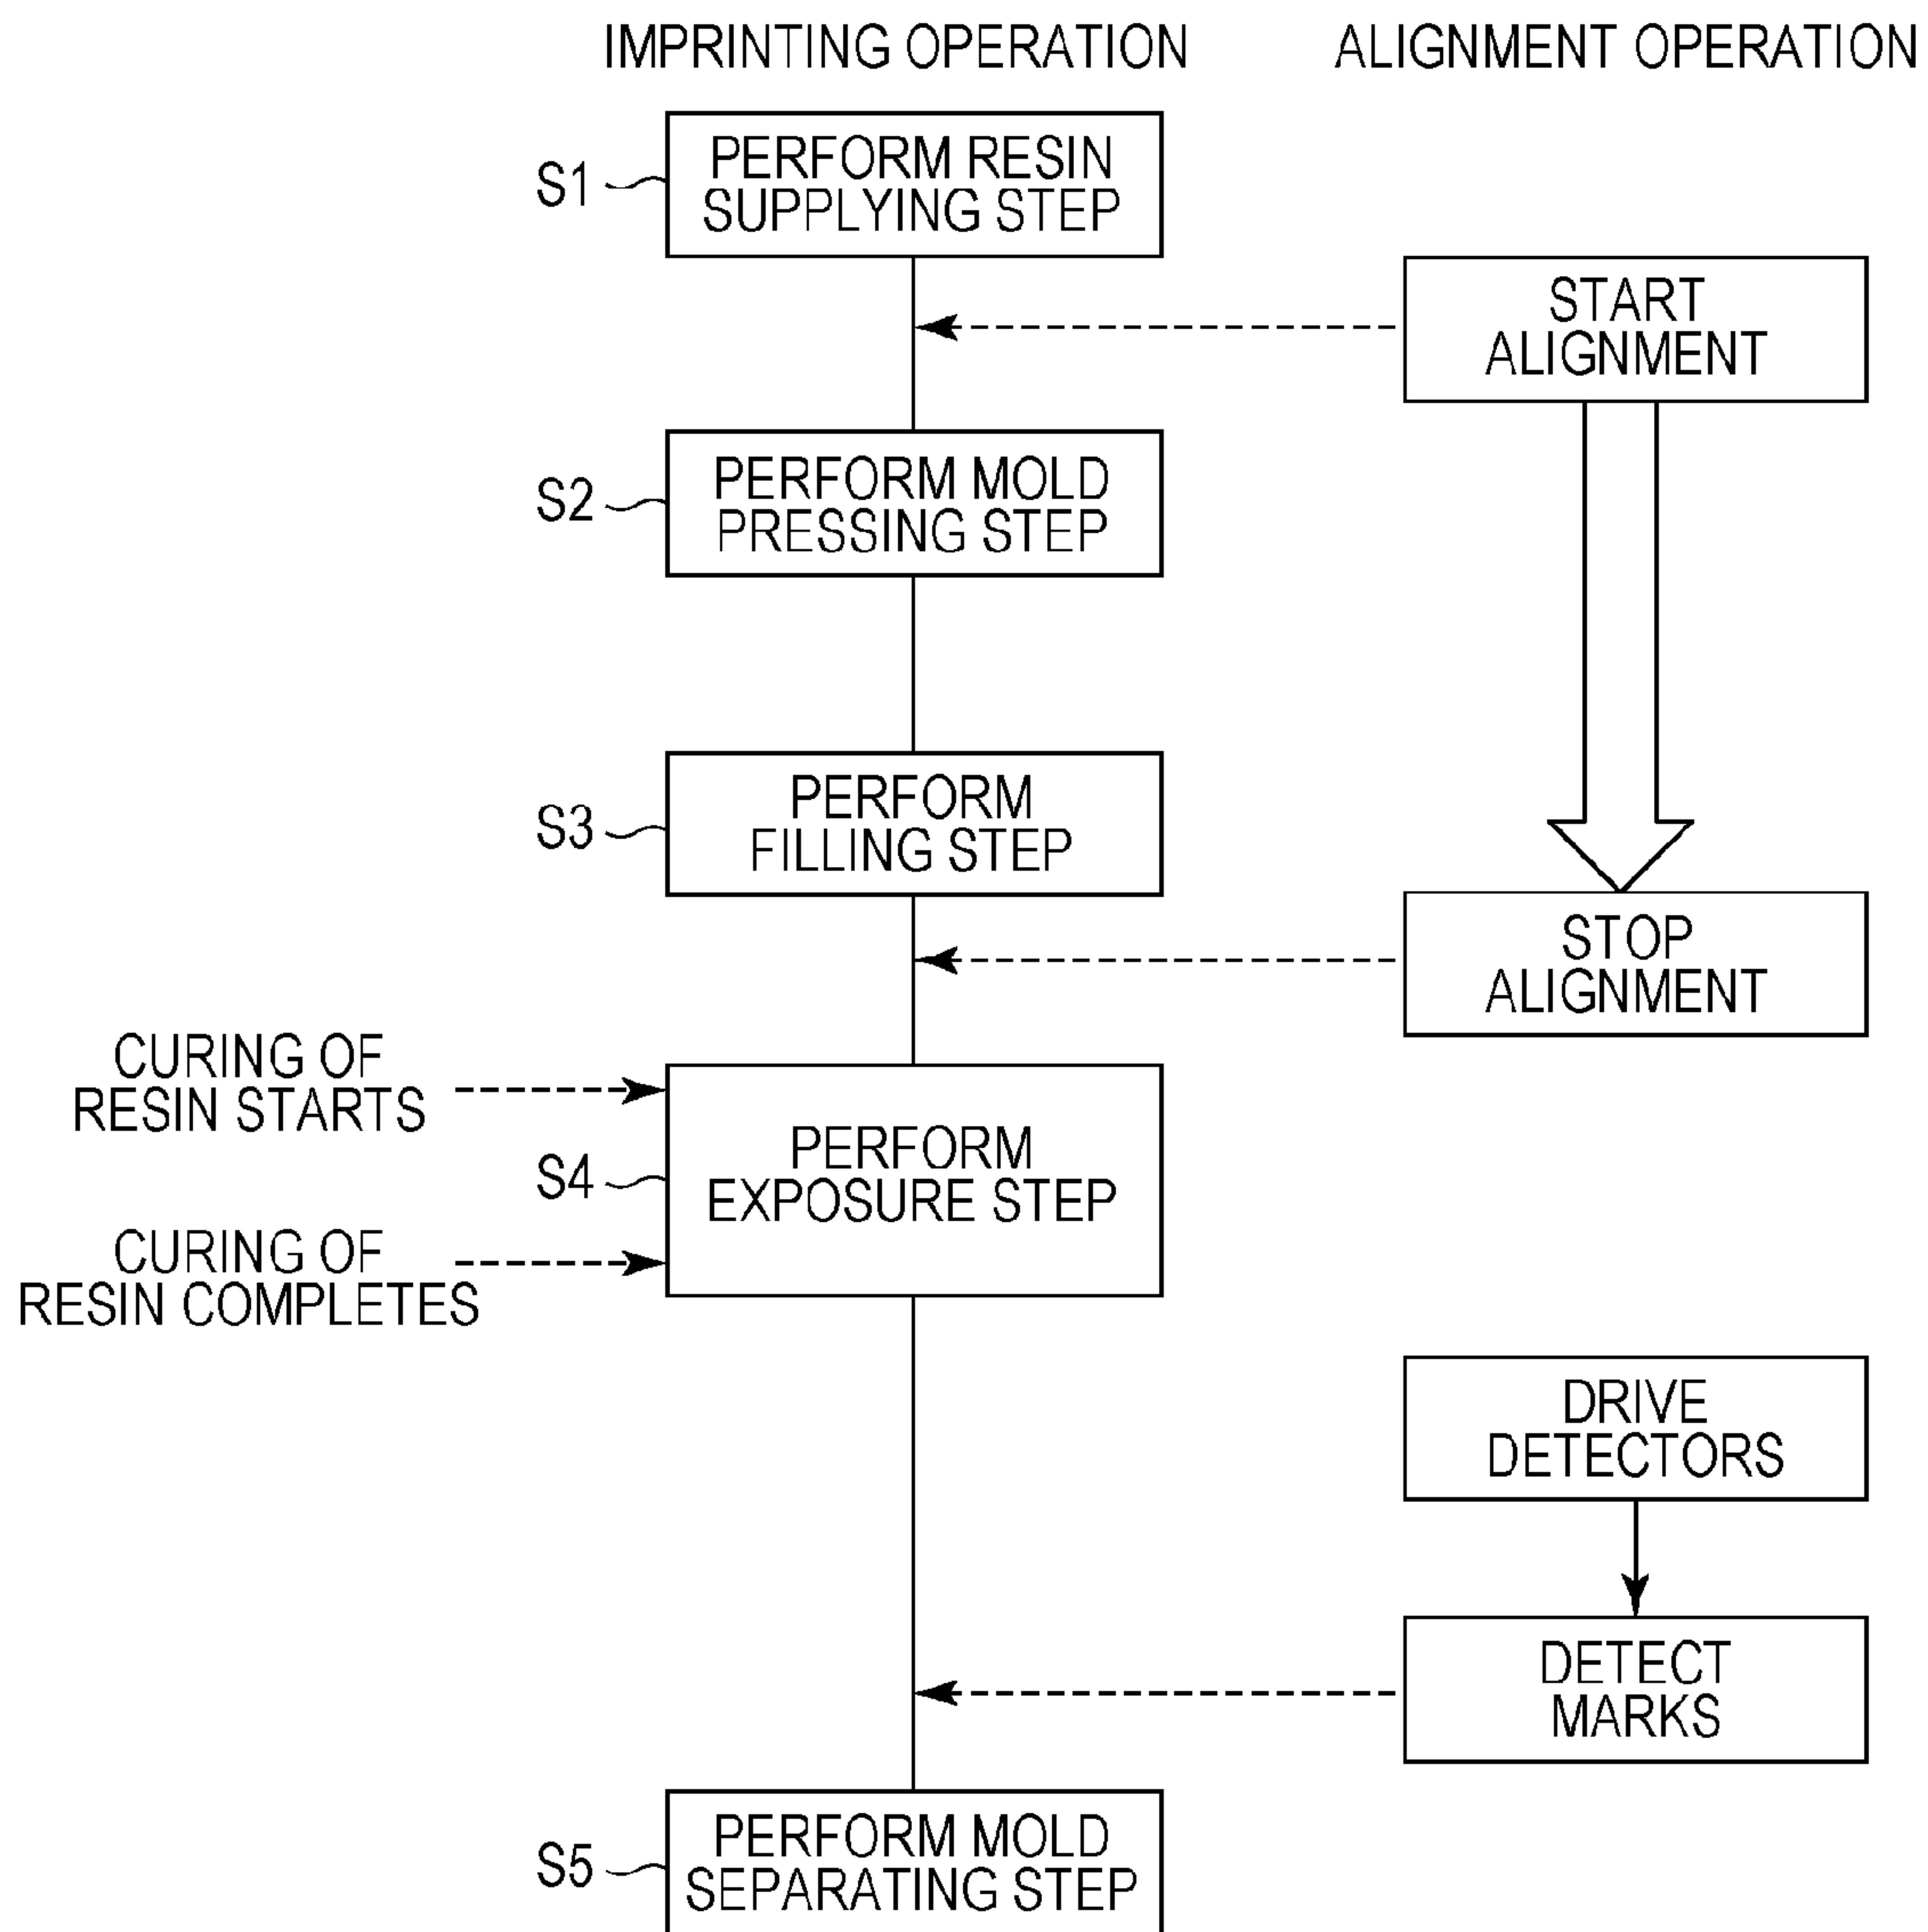 IMPRINTING OPERATION
ALIGNMENT OPERATION
S1
PERFORM RESIN
SUPPLYING STEP
START
ALIGNMENT
S2
PERFORM MOLD
PRESSING STEP
S3
PERFORM
FILLING STEP
STOP
ALIGNMENT
CURING OF
RESIN STARTS
S4
PERFORM
EXPOSURE STEP
CURING OF
RESIN COMPLETES
DRIVE
DETECTORS
DETECT
MARKS
S5
PERFORM MOLD
SEPARATING STEP